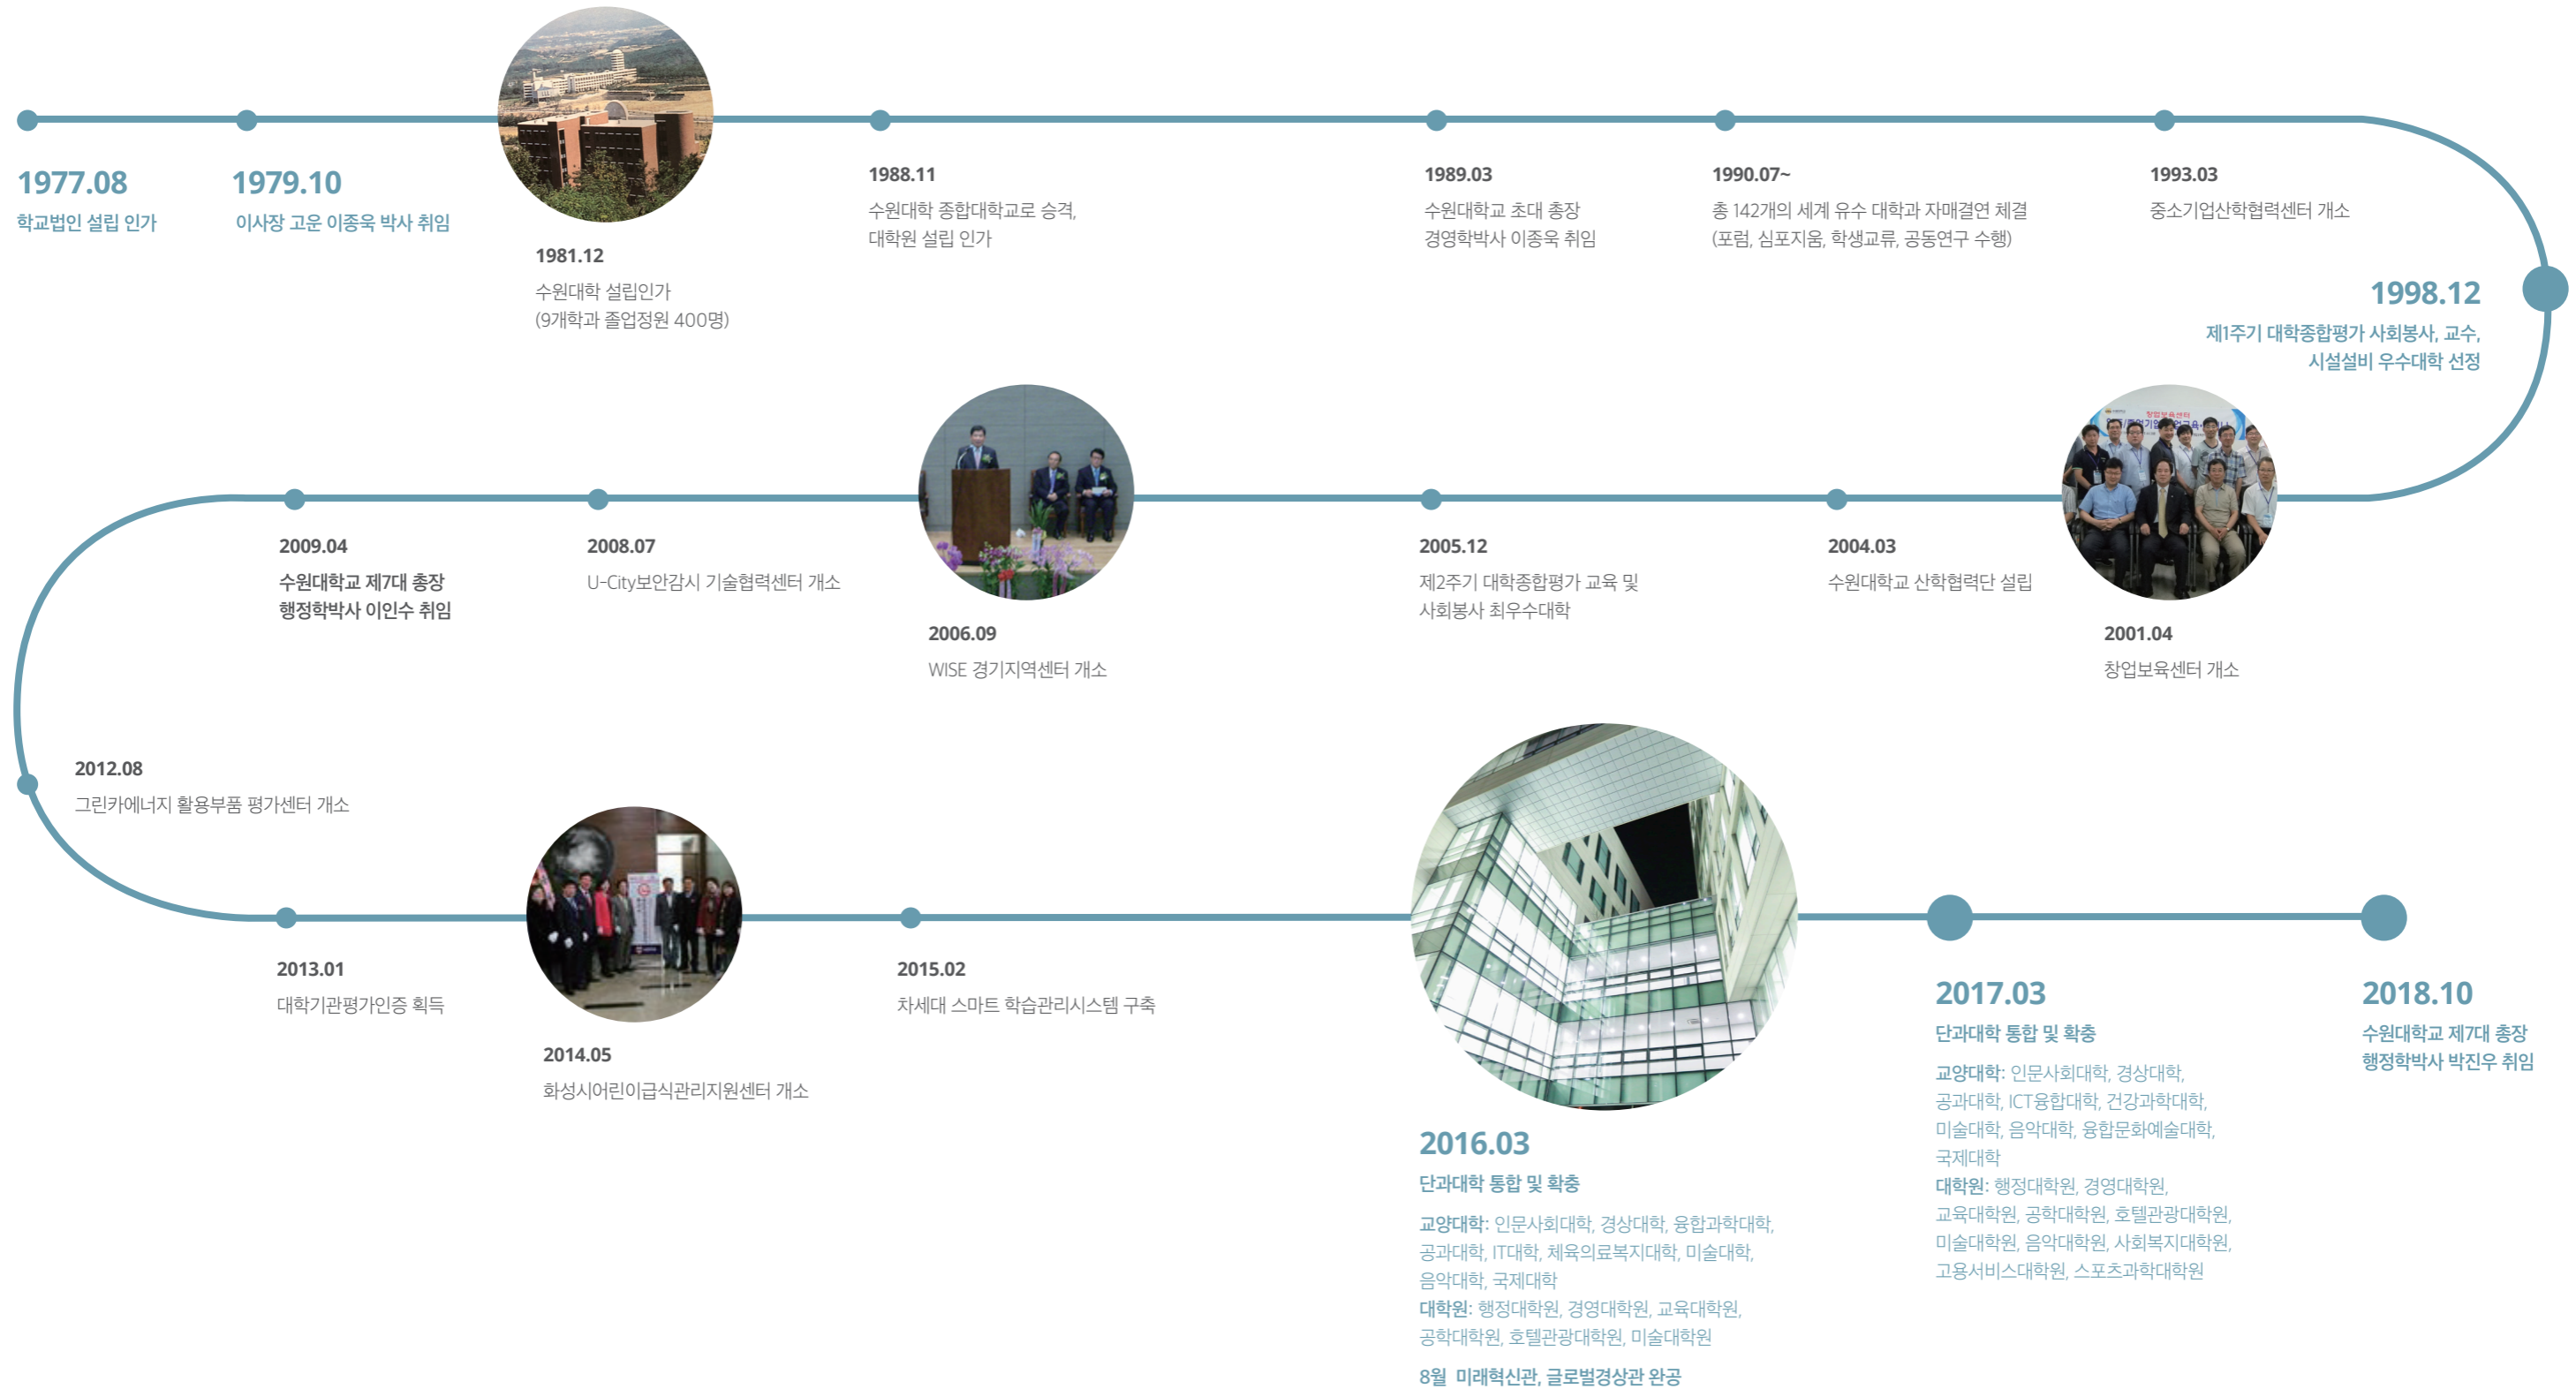 1977.08
학교법인 설립 인가
1979.10
이사장 고운 이종욱 박사 취임
1981.12
수원대학 설립인가
(9개학과 졸업정원 400명)
1988.11
수원대학 종합대학교로 승격,
대학원 설립 인가
1989.03
수원대학교 초대 총장
경영학박사 이종욱 취임
1990.07~
총 142개의 세계 유수 대학과 자매결연 체결
(포럼, 심포지움, 학생교류, 공동연구 수행)
1993.03
중소기업산학협력센터 개소
1998.12
제1주기 대학종합평가 사회봉사, 교수,
시설설비 우수대학 선정
창업보육센터
2001.04
창업보육센터 개소
2004.03
수원대학교 산학협력단 설립
2005.12
제2주기 대학종합평가 교육 및
사회봉사 최우수대학
2006.09
WISE 경기지역센터 개소
2008.07
U-City보안감시 기술협력센터 개소
2009.04
수원대학교 제7대 총장
행정학박사 이인수 취임
2012.08
그린카에너지 활용부품 평가센터 개소
2013.01
대학기관평가인증 획득
2014.05
화성시어린이급식관리지원센터 개소
2015.02
차세대 스마트 학습관리시스템 구축
2016.03
단과대학 통합 및 확충
교양대학: 인문사회대학, 경상대학, 융합과학대학,
공과대학, IT대학, 체육의료복지대학, 미술대학,
음악대학, 국제대학
대학원: 행정대학원, 경영대학원, 교육대학원,
공학대학원, 호텔관광대학원, 미술대학원
8월 미래혁신관, 글로벌경상관 완공
2017.03
단과대학 통합 및 확충
교양대학: 인문사회대학, 경상대학,
공과대학, ICT융합대학, 건강과학대학,
미술대학, 음악대학, 융합문화예술대학,
국제대학
대학원: 행정대학원, 경영대학원,
교육대학원, 공학대학원, 호텔관광대학원,
미술대학원, 음악대학원, 사회복지대학원,
고용서비스대학원, 스포츠과학대학원
2018.10
수원대학교 제7대 총장
행정학박사 박진우 취임